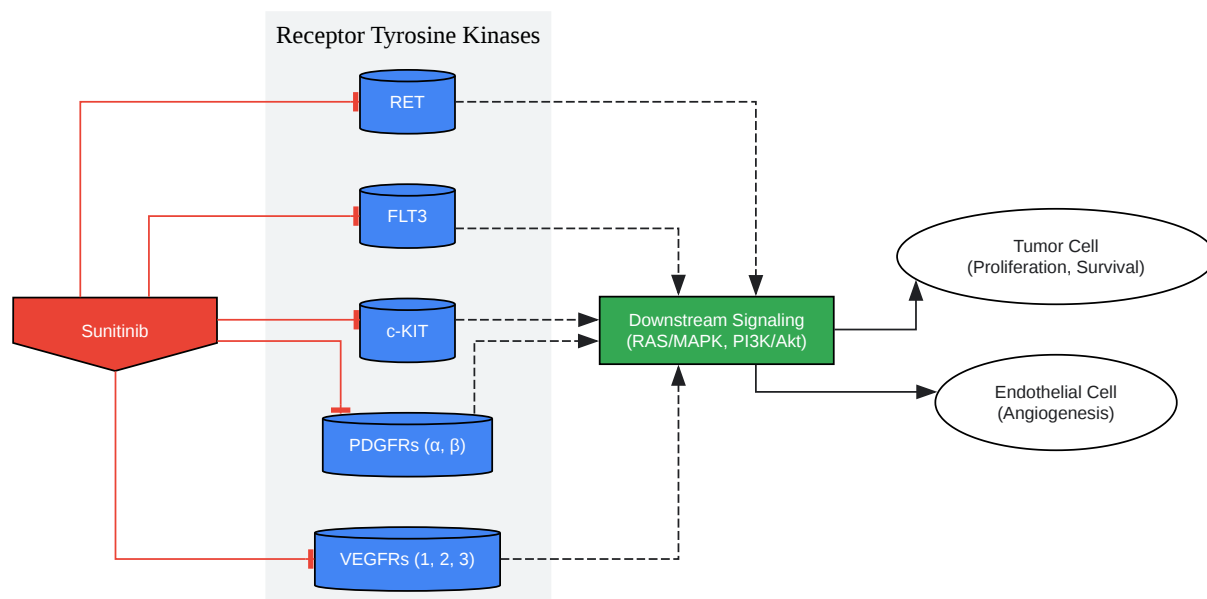 Receptor Tyrosine Kinases
RET
FLT3
Sunitinib
c-KIT
PDGFRs (α, β)
VEGFRs (1, 2, 3)
Downstream Signaling
(RAS/MAPK, PI3K/Akt)
Tumor Cell
(Proliferation, Survival)
Endothelial Cell
(Angiogenesis)